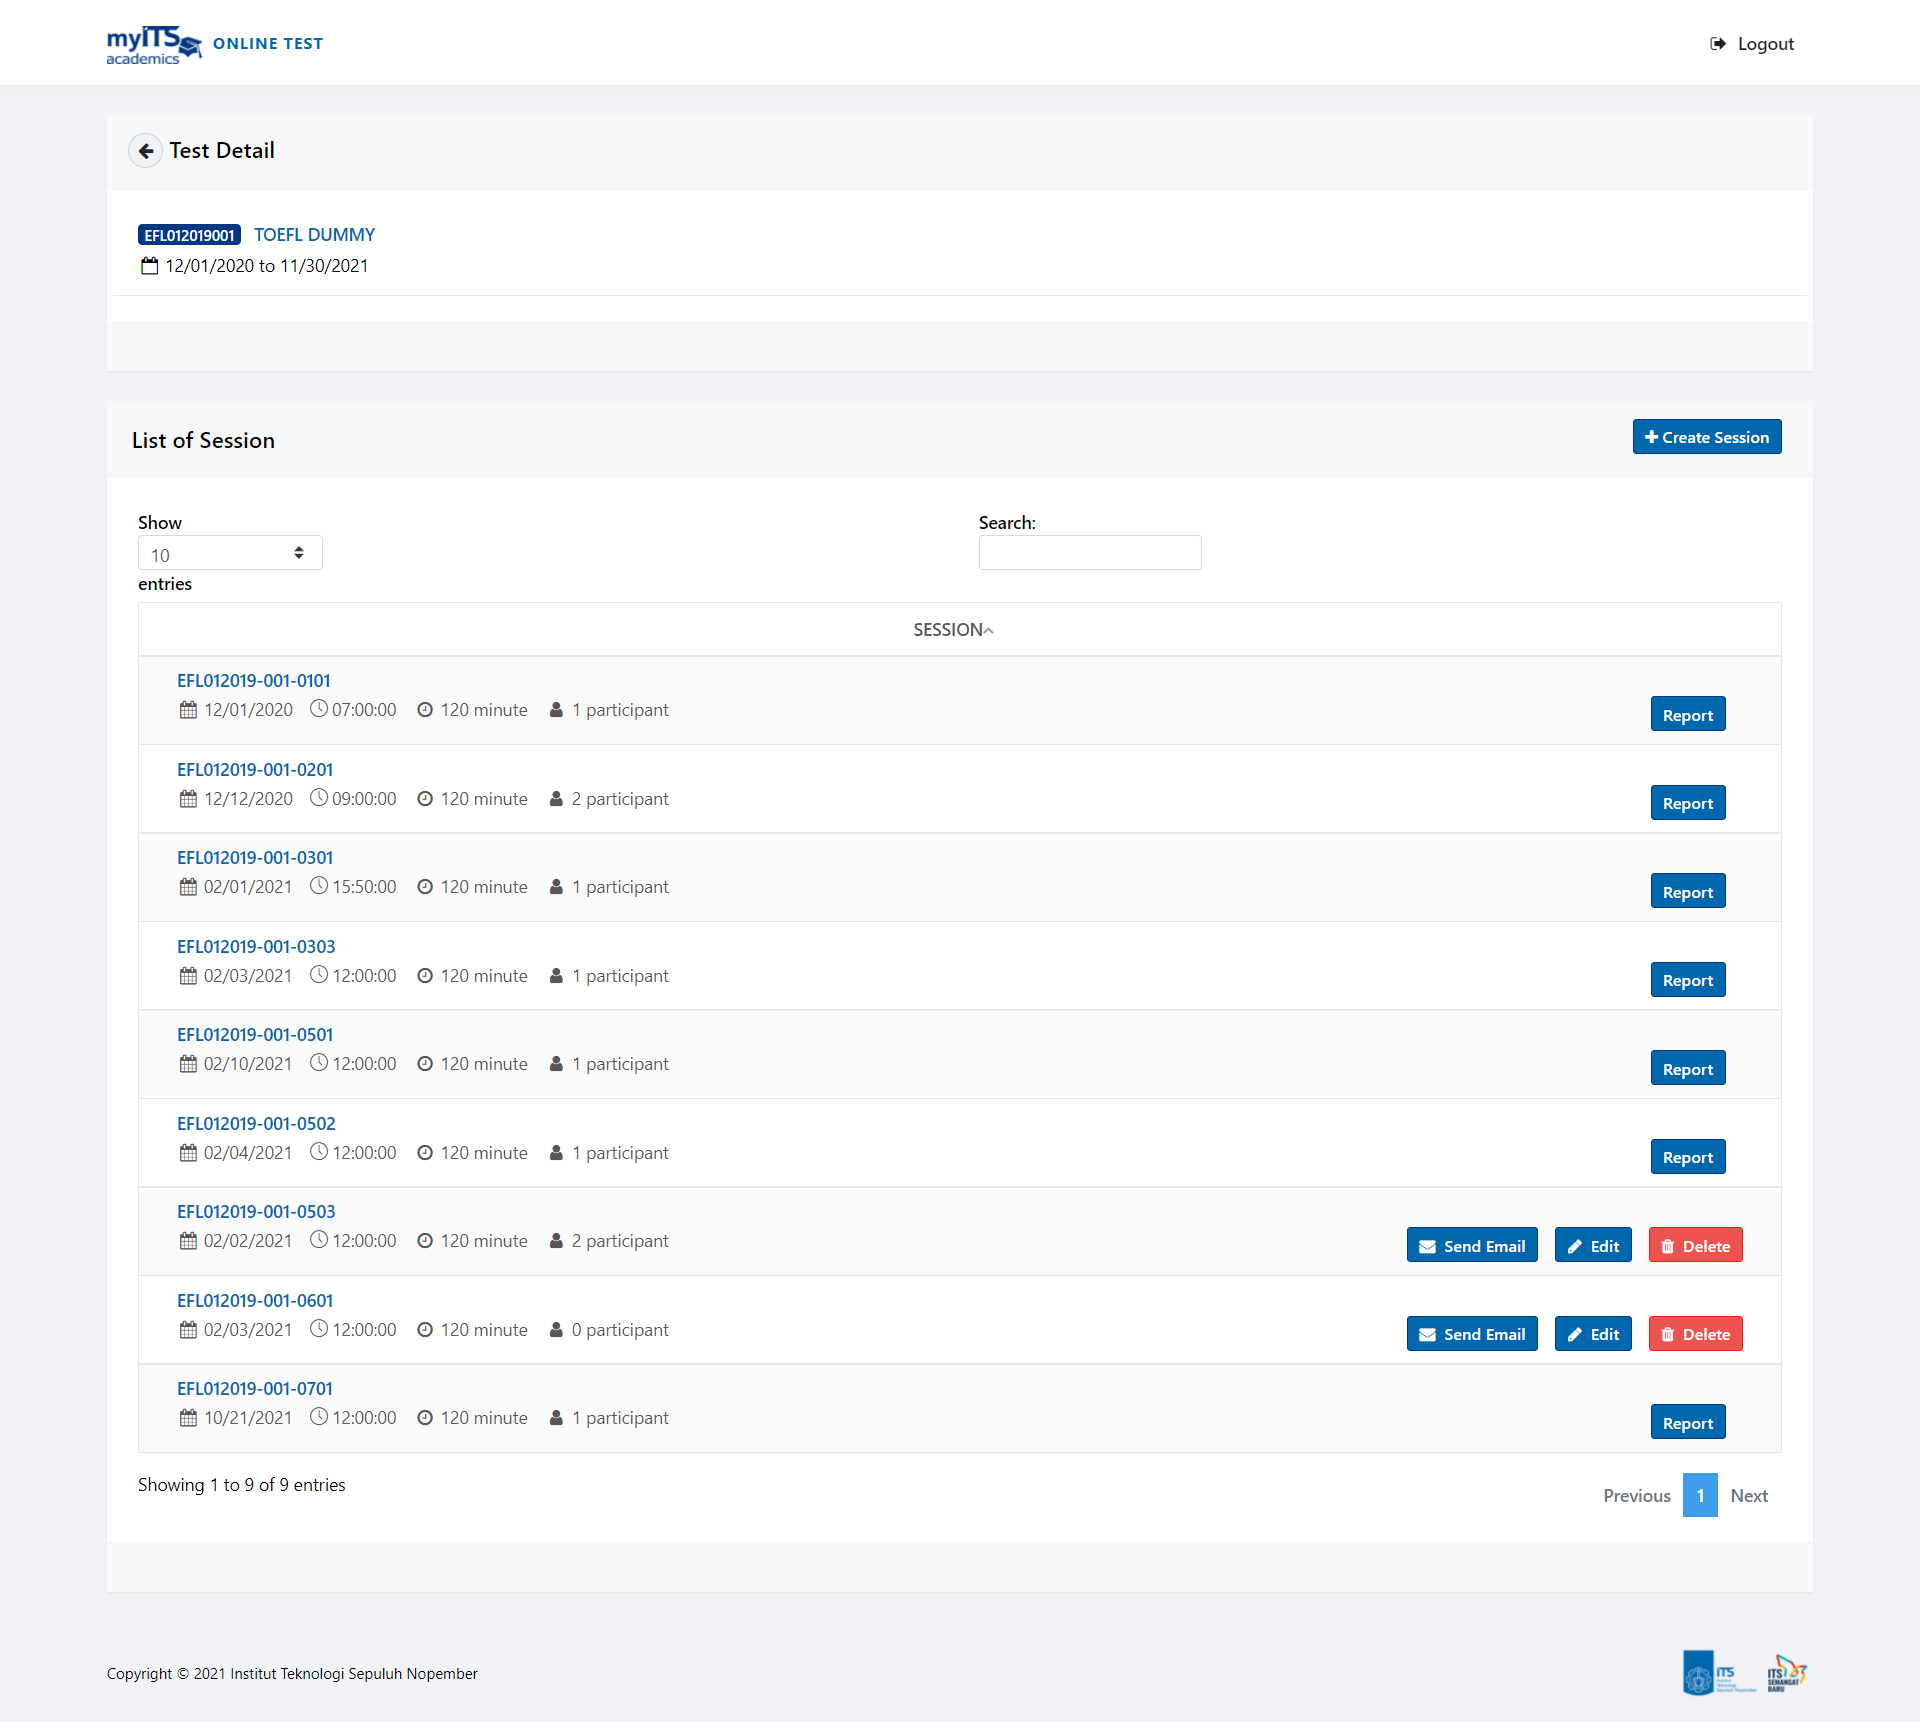 myITS academics ONLINE TEST
Logout
Test Detail
EFL012019001 TOEFL DUMMY
12/01/2020 to 11/30/2021
List of Session
Create Session
Show
Search:
10
entries
SESSION
EFL012019-001-0101
12/01/2020 07:00:00 120 minute 1 participant
Report
EFL012019-001-0201
12/12/2020 09:00:00 120 minute 2 participant
Report
EFL012019-001-0301
02/01/2021 15:50:00 120 minute 1 participant
Report
EFL012019-001-0303
02/03/2021 12:00:00 120 minute 1 participant
Report
EFL012019-001-0501
02/10/2021 12:00:00 120 minute 1 participant
Report
EFL012019-001-0502
02/04/2021 12:00:00 120 minute 1 participant
Report
EFL012019-001-0503
02/02/2021 12:00:00 120 minute 2 participant
Send Email Edit Delete
EFL012019-001-0601
02/03/2021 12:00:00 120 minute 0 participant
Send Email Edit Delete
EFL012019-001-0701
10/21/2021 12:00:00 120 minute 1 participant
Report
Showing 1 to 9 of 9 entries
Previous 1 Next
Copyright © 2021 Institut Teknologi Sepuluh Nopember
ITS
Institut
Teknologi
Sepuluh Nopember
ITS
SEMANGAT
BARU